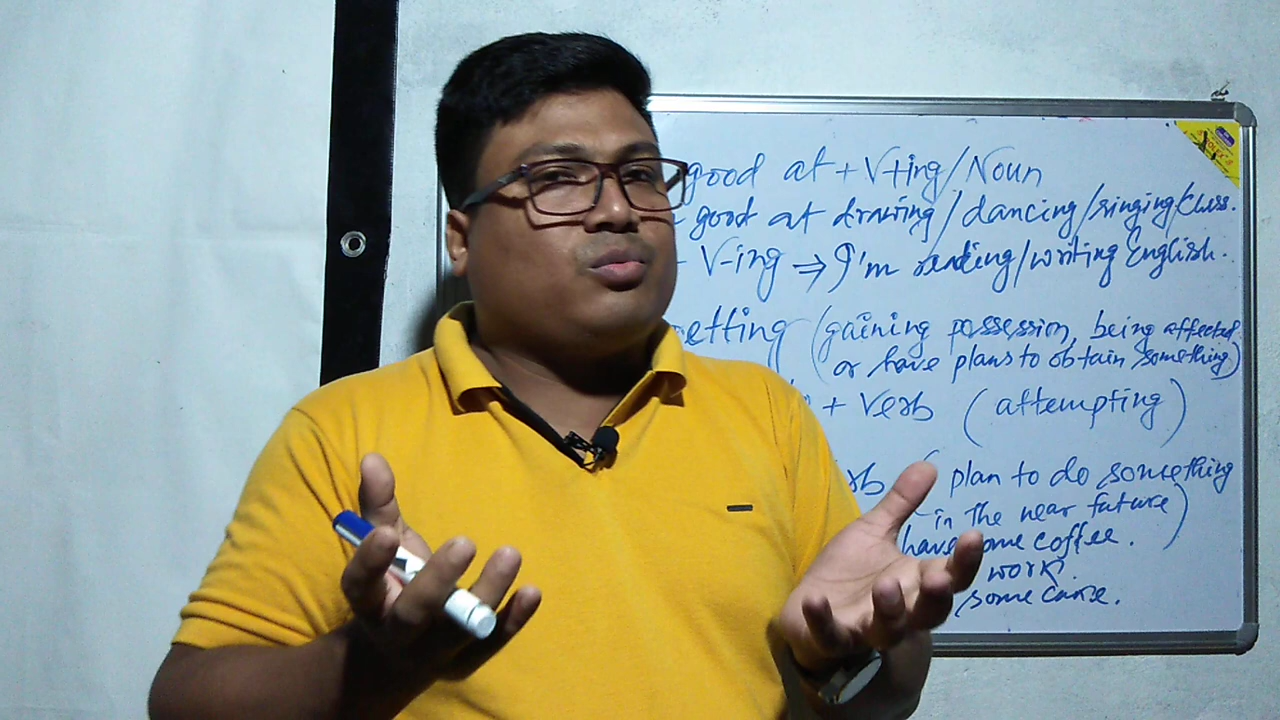 good at + V+ing/Noun
good at drawing/dancing/singing/class.
V-ing ⇒ I'm reading/writing English.
etting (gaining possession, being affected
or have plans to obtain something)
+ Verb (attempting)
rb ( plan to do something
in the near future)
have some coffee.
work.
some